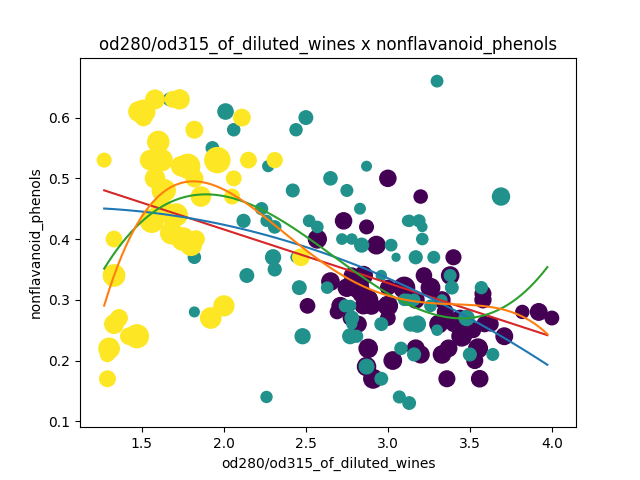 od280/od315_of_diluted_wines x nonflavanoid_phenols
nonflavanoid_phenols
0.6
0.5
0.4
0.3
0.2
0.1
1.5 2.0 2.5 3.0 3.5 4.0
od280/od315_of_diluted_wines